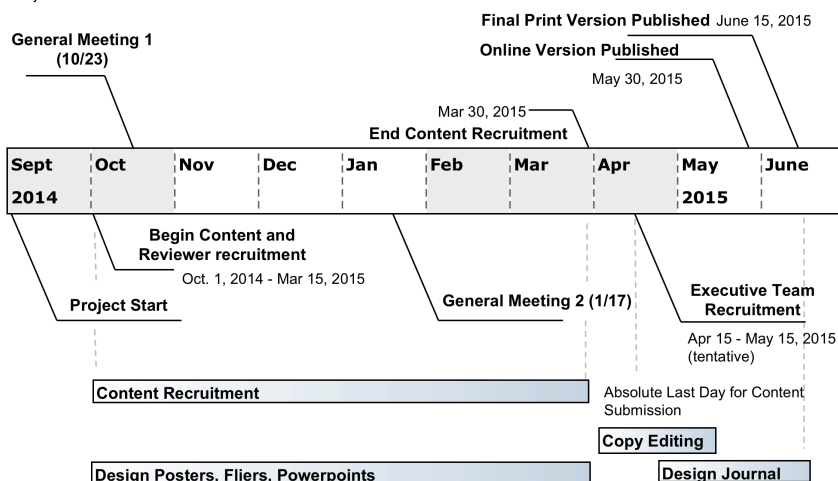 Final Print Version Published June 15, 2015
General Meeting 1
(10/23)
Online Version Published
May 30, 2015
Mar 30, 2015
End Content Recruitment
Sept Oct Nov Dec Jan Feb Mar Apr May June
2014 2015
Begin Content and
Reviewer recruitment
Oct. 1, 2014 - Mar 15, 2015
Project Start
General Meeting 2 (1/17)
Executive Team
Recruitment
Apr 15 - May 15, 2015
(tentative)
Content Recruitment
Absolute Last Day for Content
Submission
Copy Editing
Design Posters, Fliers, Powerpoints
Design Journal